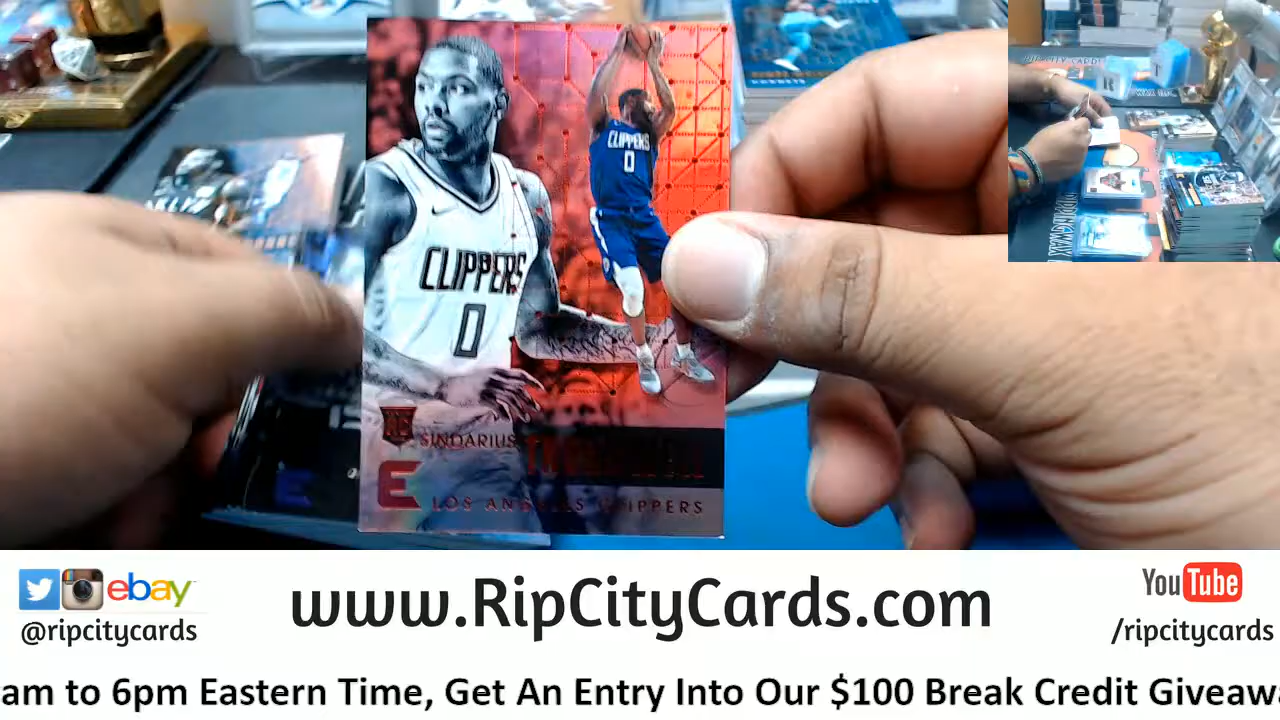 CLIPPERS
0
CLIPPERS
0
RC
SINDARIUS
E
LOS ANGELES CLIPPERS
ebay
@ripcitycards
www.RipCityCards.com
YouTube
/ripcitycards
am to 6pm Eastern Time, Get An Entry Into Our $100 Break Credit Giveawa